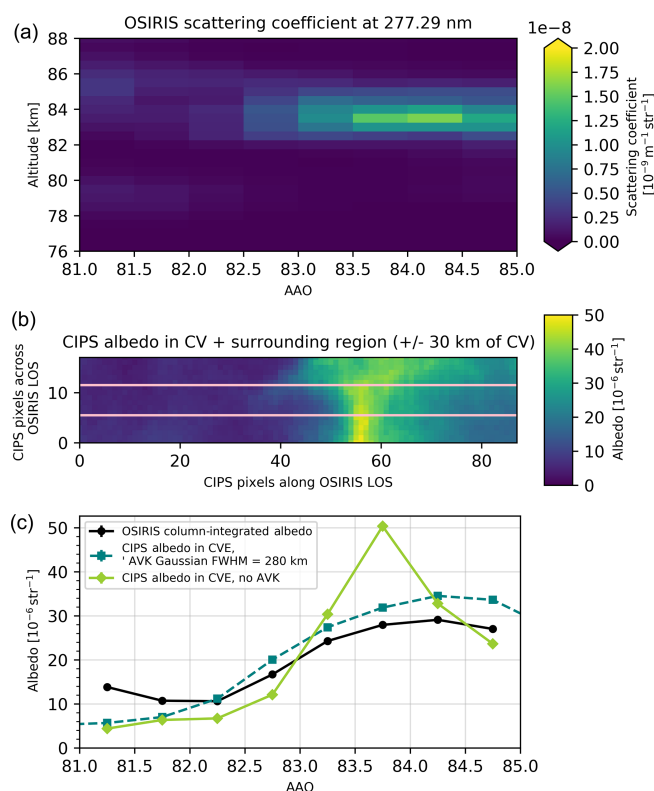 (a)
OSIRIS scattering coefficient at 277.29 nm
1e−8
88
86
84
82
80
78
76
Altitude [km]
81.0 81.5 82.0 82.5 83.0 83.5 84.0 84.5 85.0
AAO
2.00
1.75
1.50
1.25
1.00
0.75
0.50
0.25
0.00
Scattering coefficient
[10⁻⁹ m⁻¹ str⁻¹]
(b)
CIPS albedo in CV + surrounding region (+/- 30 km of CV)
CIPS pixels across
OSIRIS LOS
10
0
0 20 40 60 80
CIPS pixels along OSIRIS LOS
50
40
30
20
10
0
Albedo [10⁻⁶ str⁻¹]
(c)
OSIRIS column-integrated albedo
CIPS albedo in CVE,
' AVK Gaussian FWHM = 280 km
CIPS albedo in CVE, no AVK
50
40
30
20
10
0
Albedo [10⁻⁶ str⁻¹]
81.0 81.5 82.0 82.5 83.0 83.5 84.0 84.5 85.0
AAO